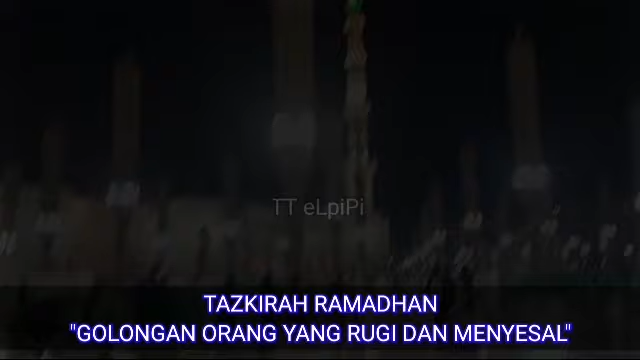 TT eLpiPi
TAZKIRAH RAMADHAN
"GOLONGAN ORANG YANG RUGI DAN MENYESAL"